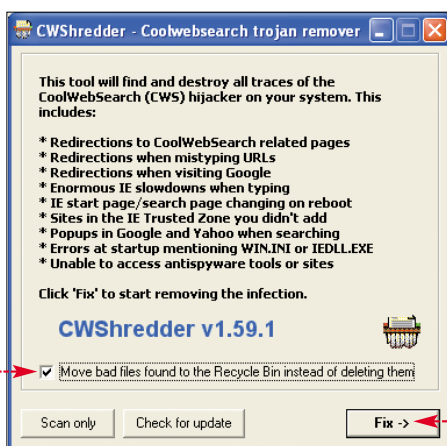 CWShredder - Coolwebsearch trojan remover
This tool will find and destroy all traces of the
CoolWebSearch (CWS) hijacker on your system. This
includes:
* Redirections to CoolWebSearch related pages
* Redirections when mistyping URLs
* Redirections when visiting Google
* Enormous IE slowdowns when typing
* IE start page/search page changing on reboot
* Sites in the IE Trusted Zone you didn't add
* Popups in Google and Yahoo when searching
* Errors at startup mentioning WIN.INI or IEDLL.EXE
* Unable to access antispyware tools or sites
Click 'Fix' to start removing the infection.
CWShredder v1.59.1
Move bad files found to the Recycle Bin instead of deleting them
Scan only Check for update Fix ->